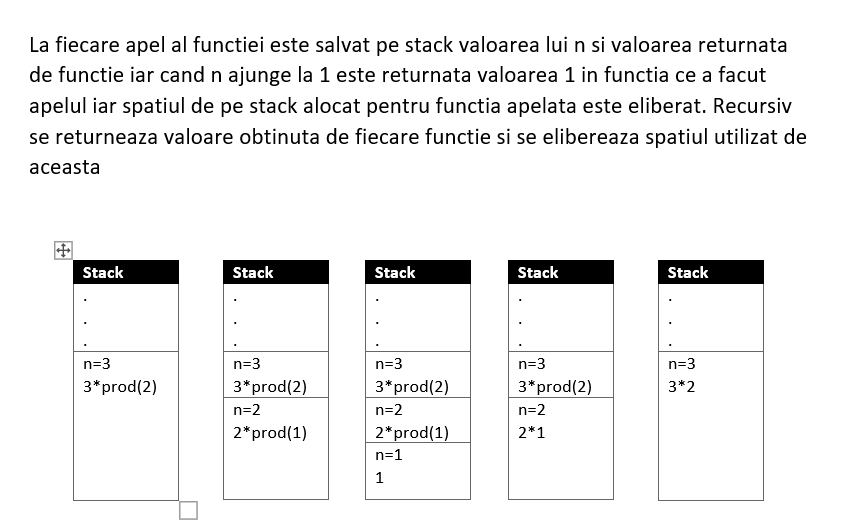 La fiecare apel al functiei este salvat pe stack valoarea lui n si valoarea returnata
de functie iar cand n ajunge la 1 este returnata valoarea 1 in functia ce a facut
apelul iar spatiul de pe stack alocat pentru functia apelata este eliberat. Recursiv
se returneaza valoare obtinuta de fiecare functie si se elibereaza spatiul utilizat de
aceasta
Stack
.
.
.
n=3
3*prod(2)
Stack
.
.
.
n=3
3*prod(2)
n=2
2*prod(1)
Stack
.
.
.
n=3
3*prod(2)
n=2
2*prod(1)
n=1
1
Stack
.
.
.
n=3
3*prod(2)
n=2
2*1
Stack
.
.
.
n=3
3*2